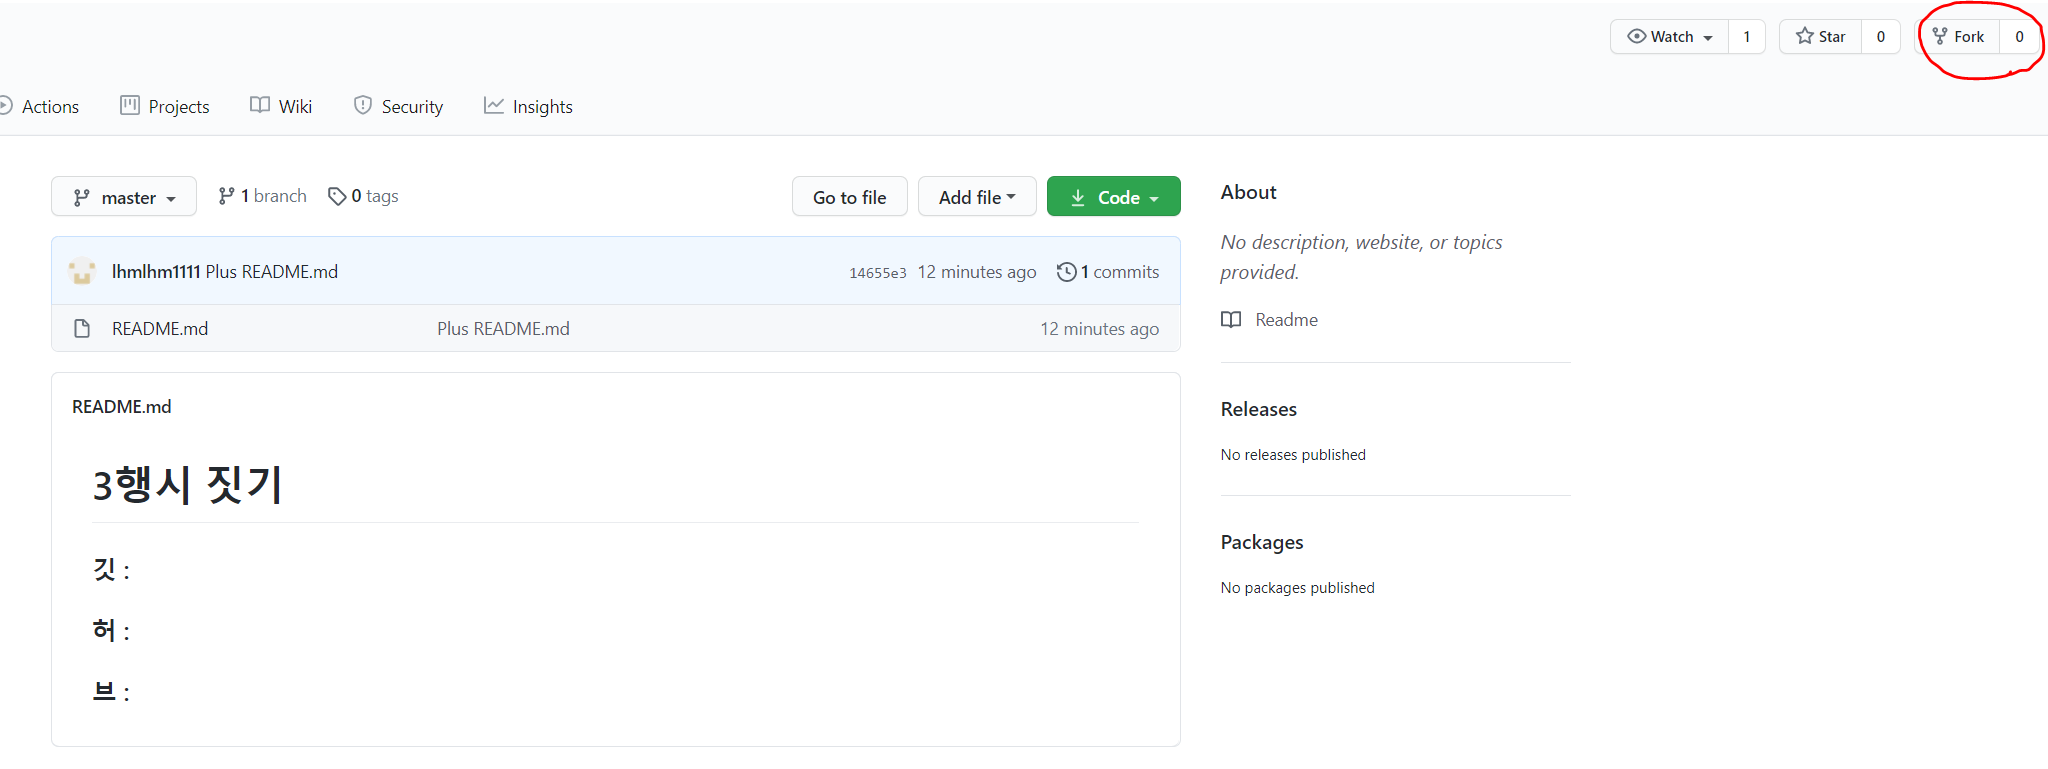 Watch 1 Star 0 Fork 0
Actions Projects Wiki Security Insights
master 1 branch 0 tags Go to file Add file Code
lhmlhm1111 Plus README.md 14655e3 12 minutes ago 1 commits
README.md Plus README.md 12 minutes ago
README.md
3행시 짓기
깃 :
허 :
브 :
About
No description, website, or topics
provided.
Readme
Releases
No releases published
Packages
No packages published